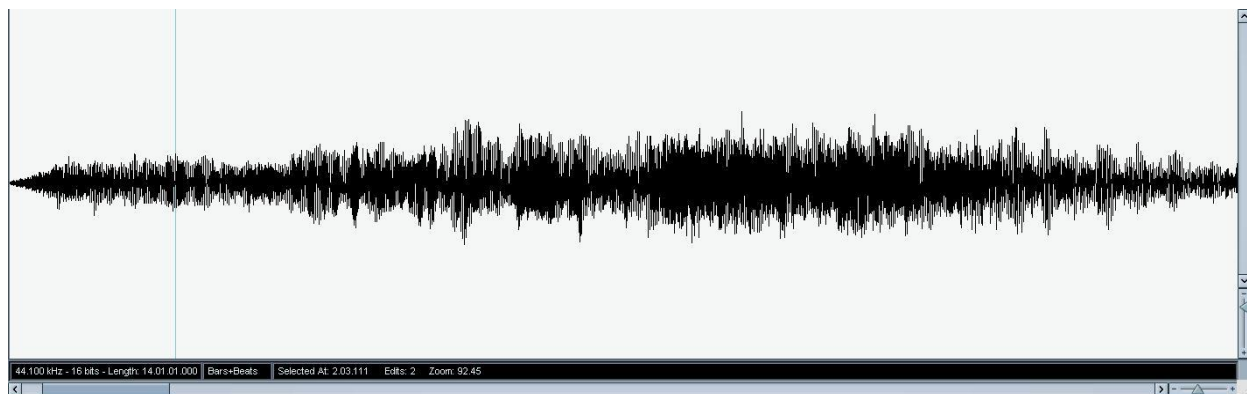 44.100 kHz - 16 bits - Length: 14.01.01.000 Bars+Beats Selected At: 2.03.111 Edits: 2 Zoom: 92.45